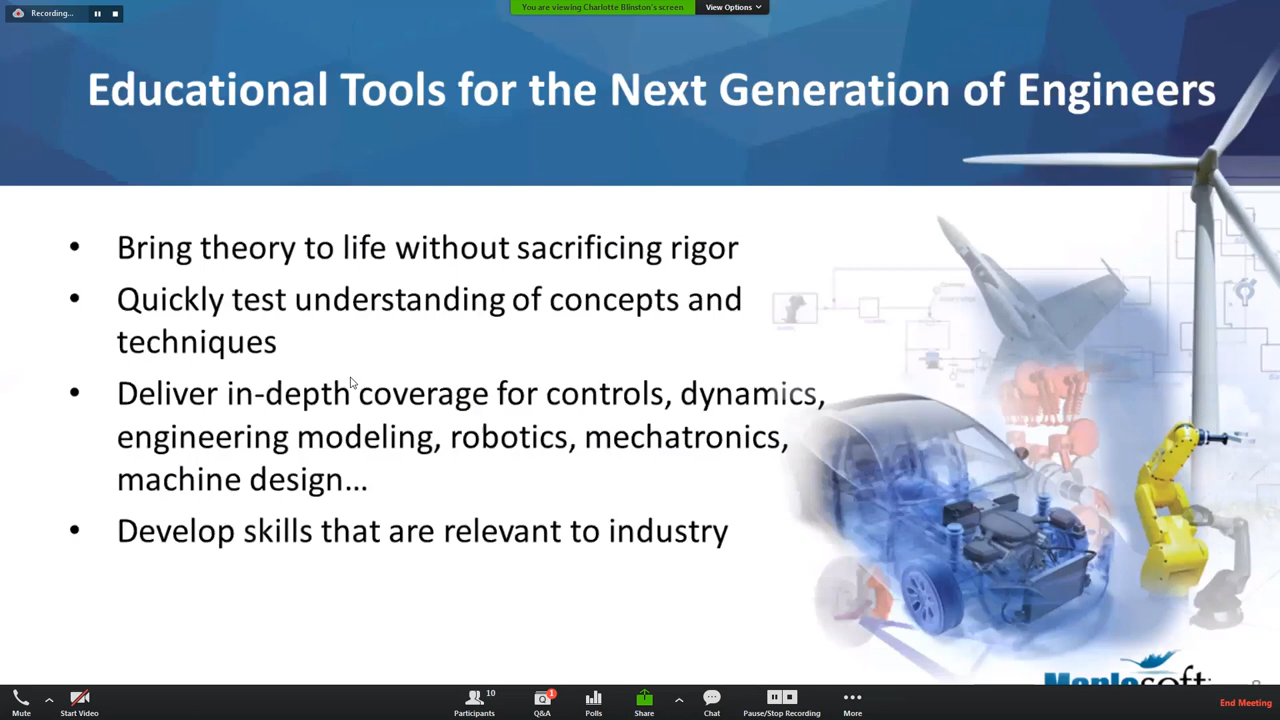 Recording...
You are viewing Charlotte Blinston's screen
View Options
Educational Tools for the Next Generation of Engineers
• Bring theory to life without sacrificing rigor
• Quickly test understanding of concepts and
techniques
• Deliver in-depth coverage for controls, dynamics,
engineering modeling, robotics, mechatronics,
machine design...
• Develop skills that are relevant to industry
Maplesoft
Mute
Start Video
Participants 10
Q&A 1
Polls
Share
Chat
Pause/Stop Recording
More
End Meeting